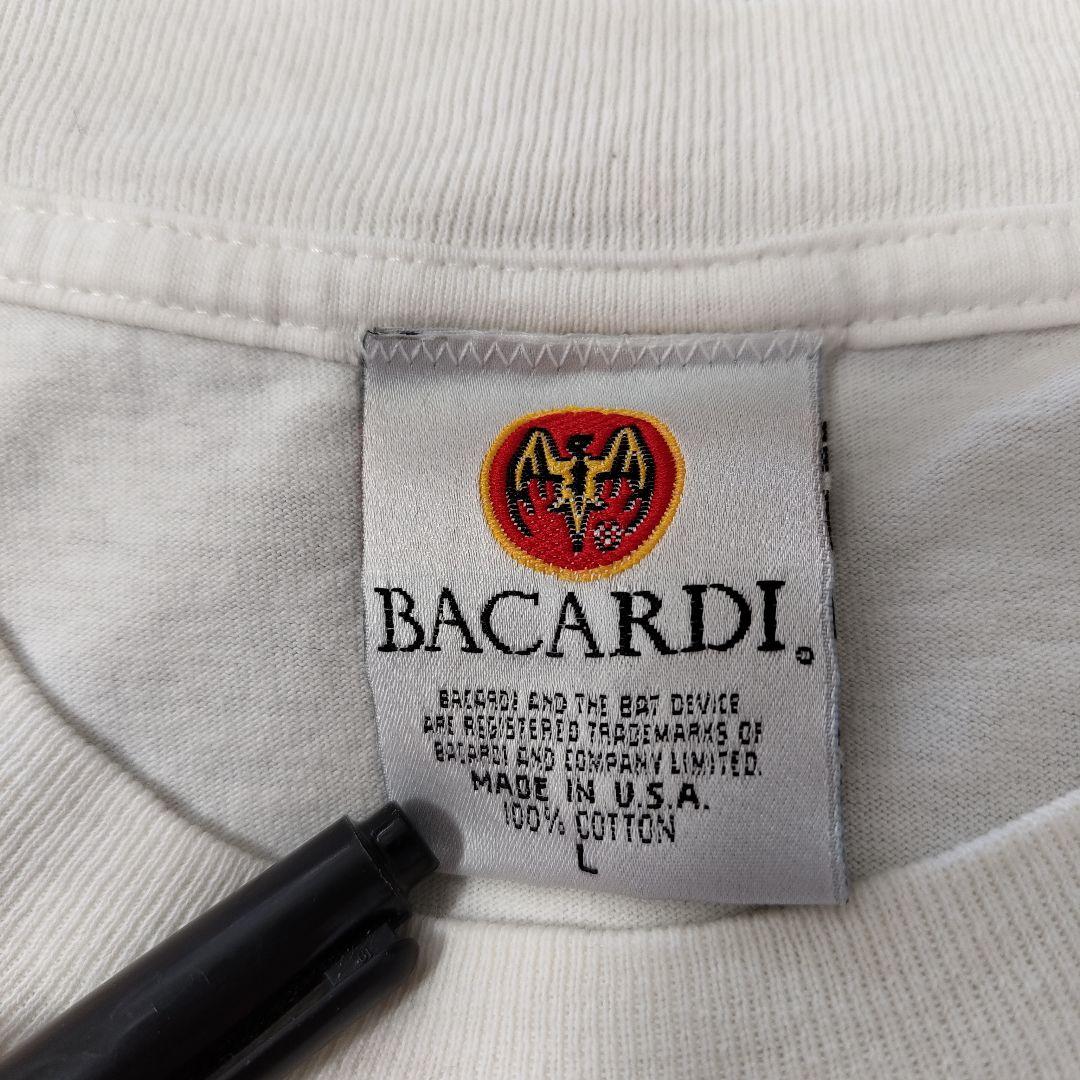 BACARDI®
BACARDI AND THE BAT DEVICE
ARE REGISTERED TRADEMARKS OF
BACARDI AND COMPANY LIMITED.
MADE IN U.S.A.
100% COTTON
L